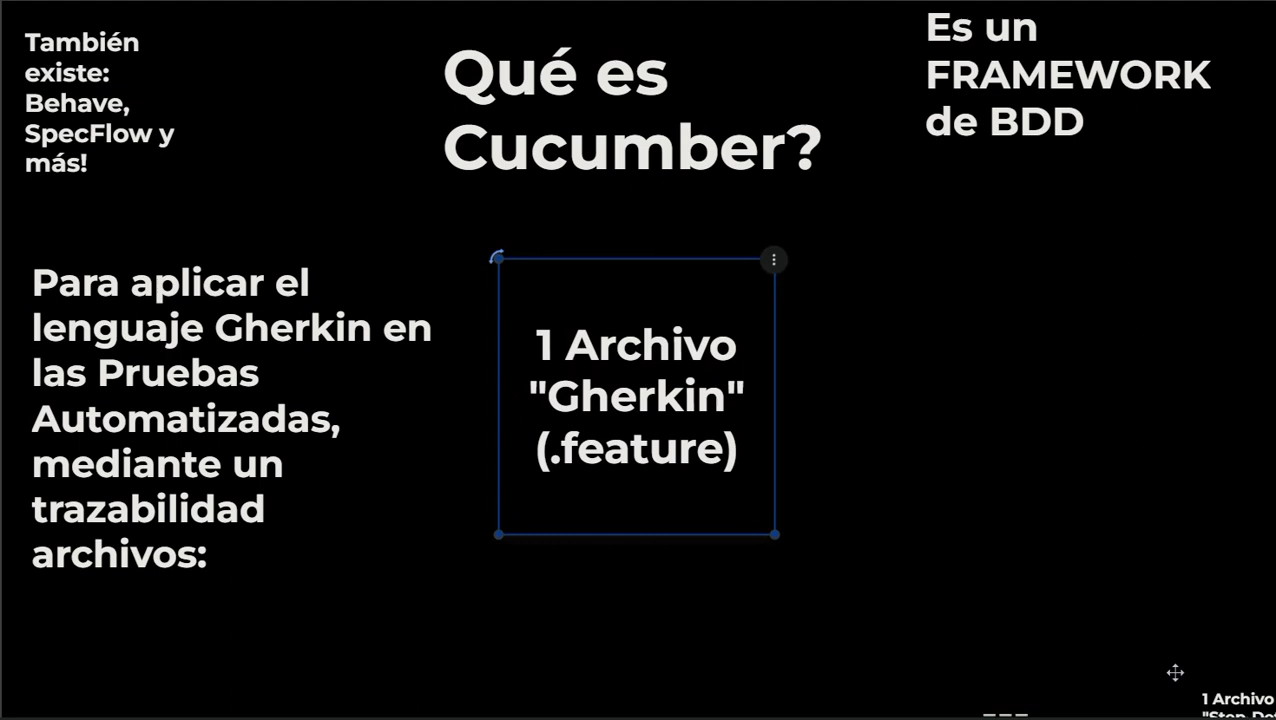 También
existe:
Behave,
SpecFlow y
más!
Qué es
Cucumber?
Es un
FRAMEWORK
de BDD
Para aplicar el
lenguaje Gherkin en
las Pruebas
Automatizadas,
mediante un
trazabilidad
archivos:
1 Archivo
"Gherkin"
(.feature)
1 Archivo